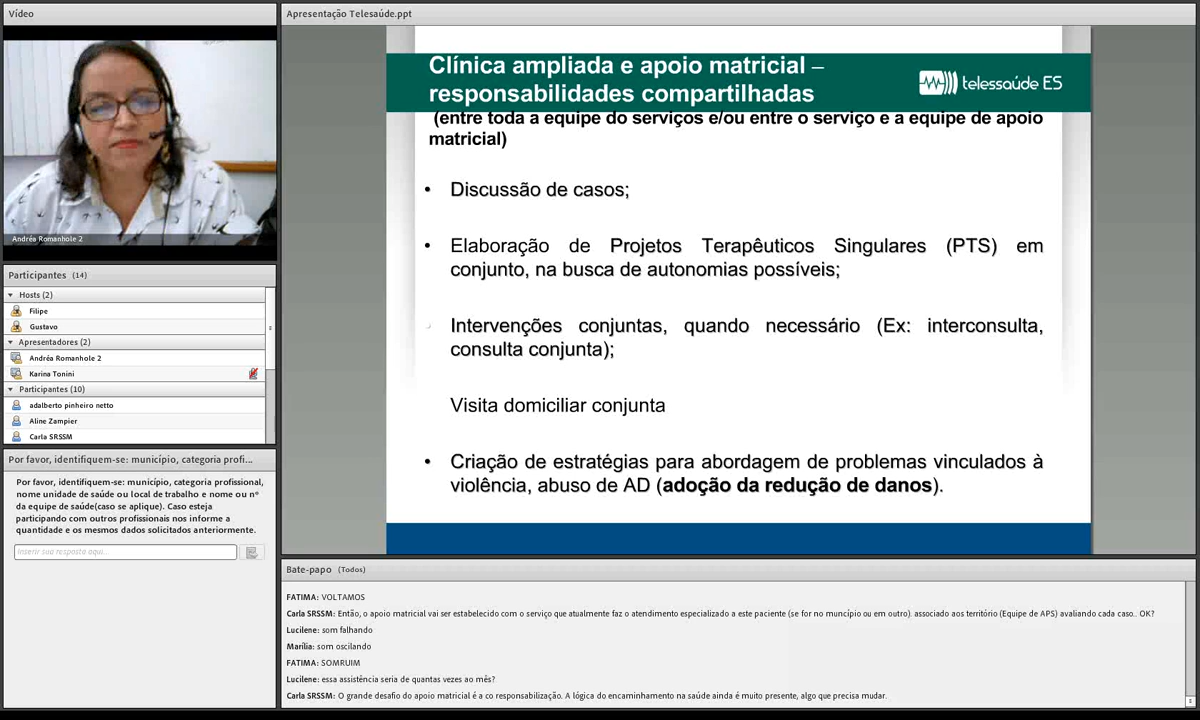 Vídeo
Andréa Romanhole 2
Participantes (14)
Hosts (2)
Filipe
Gustavo
Apresentadores (2)
Andréa Romanhole 2
Karina Tonini
Participantes (10)
adalberto pinheiro netto
Aline Zampier
Carla SRSSM
Por favor, identifiquem-se: município, categoria profi...
Por favor, identifiquem-se: município, categoria profissional,
nome unidade de saúde ou local de trabalho e nome ou nº
da equipe de saúde(caso se aplique). Caso esteja
participando com outros profissionais nos informe a
quantidade e os mesmos dados solicitados anteriormente.
Inserir sua resposta aqui...
Apresentação Telesaúde.ppt
Clínica ampliada e apoio matricial –
responsabilidades compartilhadas
telessaúde ES
(entre toda a equipe do serviços e/ou entre o serviço e a equipe de apoio
matricial)
• Discussão de casos;
• Elaboração de Projetos Terapêuticos Singulares (PTS) em
conjunto, na busca de autonomias possíveis;
Intervenções conjuntas, quando necessário (Ex: interconsulta,
consulta conjunta);
Visita domiciliar conjunta
• Criação de estratégias para abordagem de problemas vinculados à
violência, abuso de AD (adoção da redução de danos).
Bate-papo (Todos)
FATIMA: VOLTAMOS
Carla SRSSM: Então, o apoio matricial vai ser estabelecido com o serviço que atualmente faz o atendimento especializado a este paciente (se for no muncípio ou em outro). associado aos território (Equipe de APS) avaliando cada caso.. OK?
Lucilene: som falhando
Marília: som oscilando
FATIMA: SOMRUIM
Lucilene: essa assistência seria de quantas vezes ao mês?
Carla SRSSM: O grande desafio do apoio matricial é a co responsabilização. A lógica do encaminhamento na saúde ainda é muito presente, algo que precisa mudar.